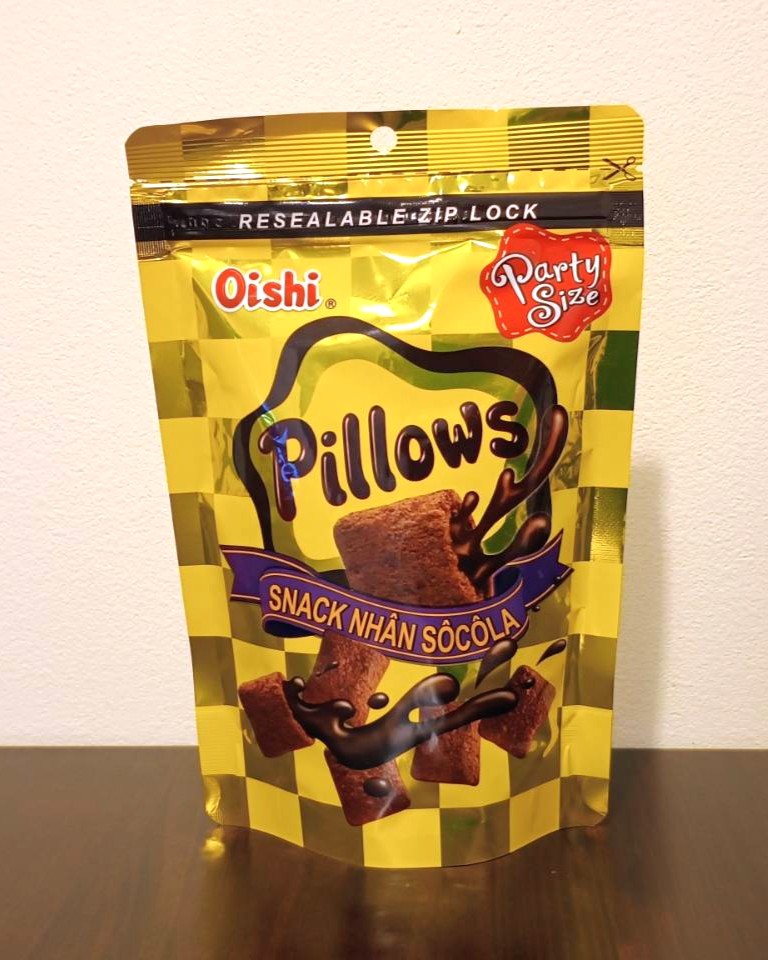 RESEALABLE ZIP LOCK
Oishi®
Party
Size
Pillows
SNACK NHÂN SÔCÔLA